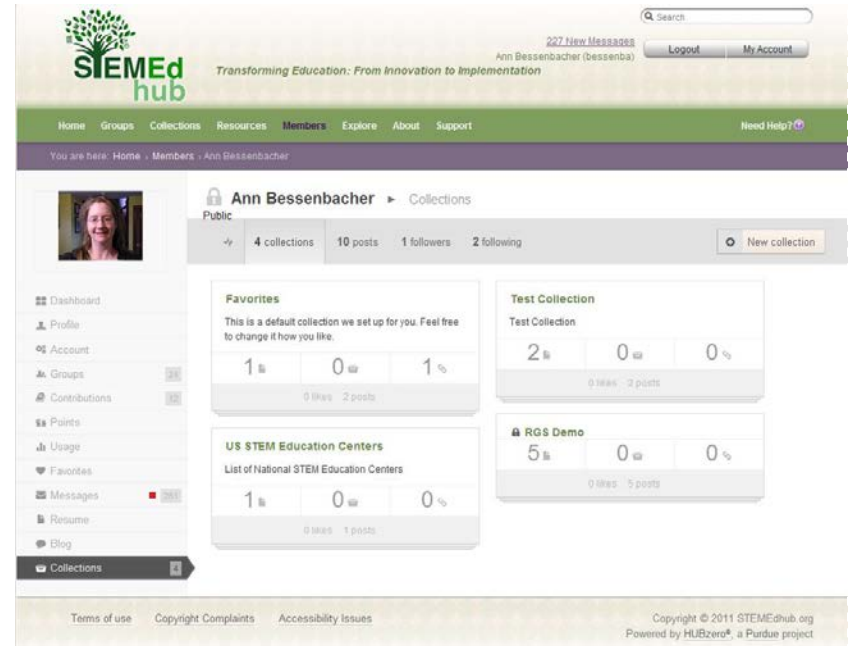 Search
227 New Messages
Ann Bessenbacher (bessenba)
Logout
My Account
STEMEd
hub
Transforming Education: From Innovation to Implementation
Home Groups Collections Resources Members Explore About Support Need Help?
You are here: Home › Members › Ann Bessenbacher
Ann Bessenbacher ► Collections
Public
4 collections 10 posts 1 followers 2 following New collection
Dashboard
Profile
Account
Groups 24
Contributions 12
Points
Usage
Favorites
Messages 261
Resume
Blog
Collections 4
Favorites
This is a default collection we set up for you. Feel free
to change it how you like.
1 0 1
0 likes 2 posts
Test Collection
Test Collection
2 0 0
0 likes
posts
US STEM Education Centers
List of National STEM Education Centers
1 0 0
0 likes 1 posts
RGS Demo
5 0 0
0 likes 5 posts
Terms of use Copyright Complaints Accessibility Issues
Copyright © 2011 STEMEdhub.org
Powered by HUBzero®, a Purdue project